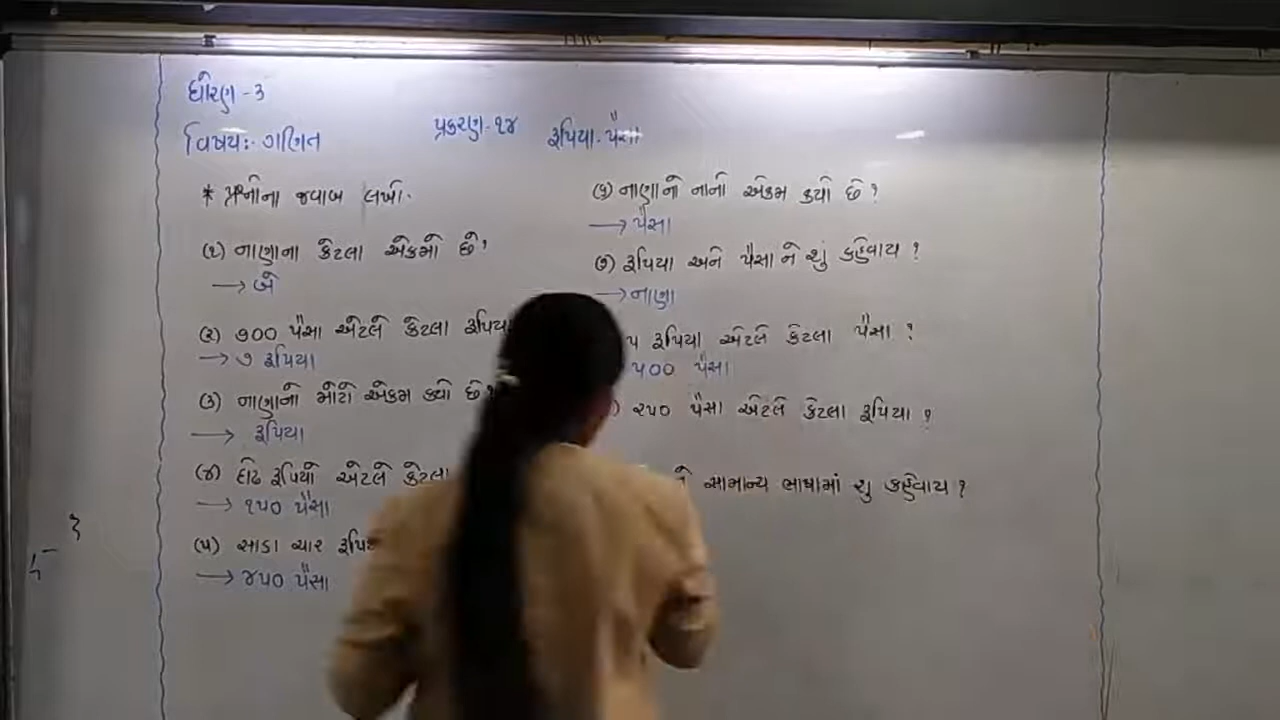 ધોરણ - ૩
વિષયઃ- ગણિત
પ્રકરણ-૧૪ રૂપિયા-પૈસા
* પ્રશ્નોના જવાબ લખો.
(૧) નાણાના કેટલા એકમો છે?
→ બે
(૨) ૭૦૦ પૈસા એટલે કેટલા રૂપિયા
→ ૭ રૂપિયા
(૩) નાણાનો મોટો એકમ કયો છે?
→ રૂપિયા
(૪) દોઢ રૂપિયો એટલે કેટલા
→ ૧૫૦ પૈસા
(૫) સાડા ચાર
→ ૪૫૦ પૈસા
(૬) નાણાનો નાનો એકમ કયો છે?
→ પૈસા
(૭) રૂપિયા અને પૈસા ને શું કહેવાય?
→ નાણા
૫ રૂપિયા એટલે કેટલા પૈસા?
૫૦૦ પૈસા
) ૨૫૦ પૈસા એટલે કેટલા રૂપિયા?
સામાન્ય ભાષામાં શુ કહેવાય?